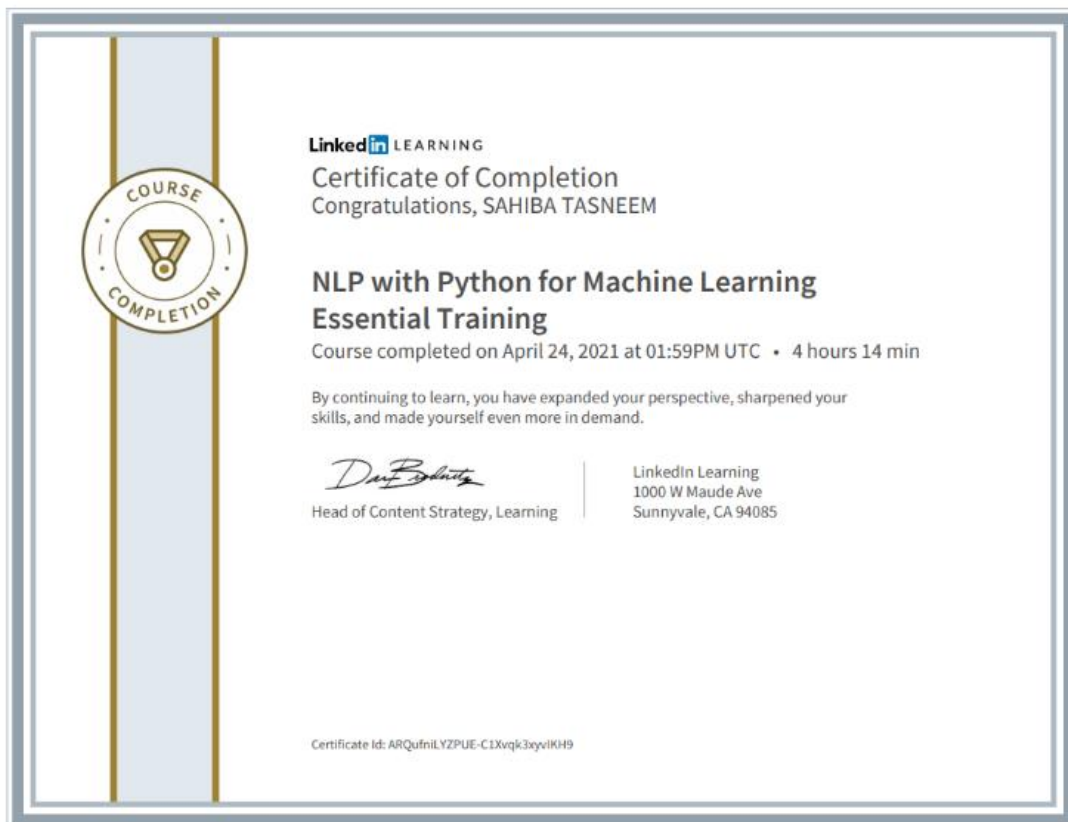 COURSE
COMPLETION
Linked in LEARNING
Certificate of Completion
Congratulations, SAHIBA TASNEEM
NLP with Python for Machine Learning
Essential Training
Course completed on April 24, 2021 at 01:59PM UTC • 4 hours 14 min
By continuing to learn, you have expanded your perspective, sharpened your
skills, and made yourself even more in demand.
Head of Content Strategy, Learning
LinkedIn Learning
1000 W Maude Ave
Sunnyvale, CA 94085
Certificate Id: ARQufniLYZPUE-C1Xvqk3xyvIKH9